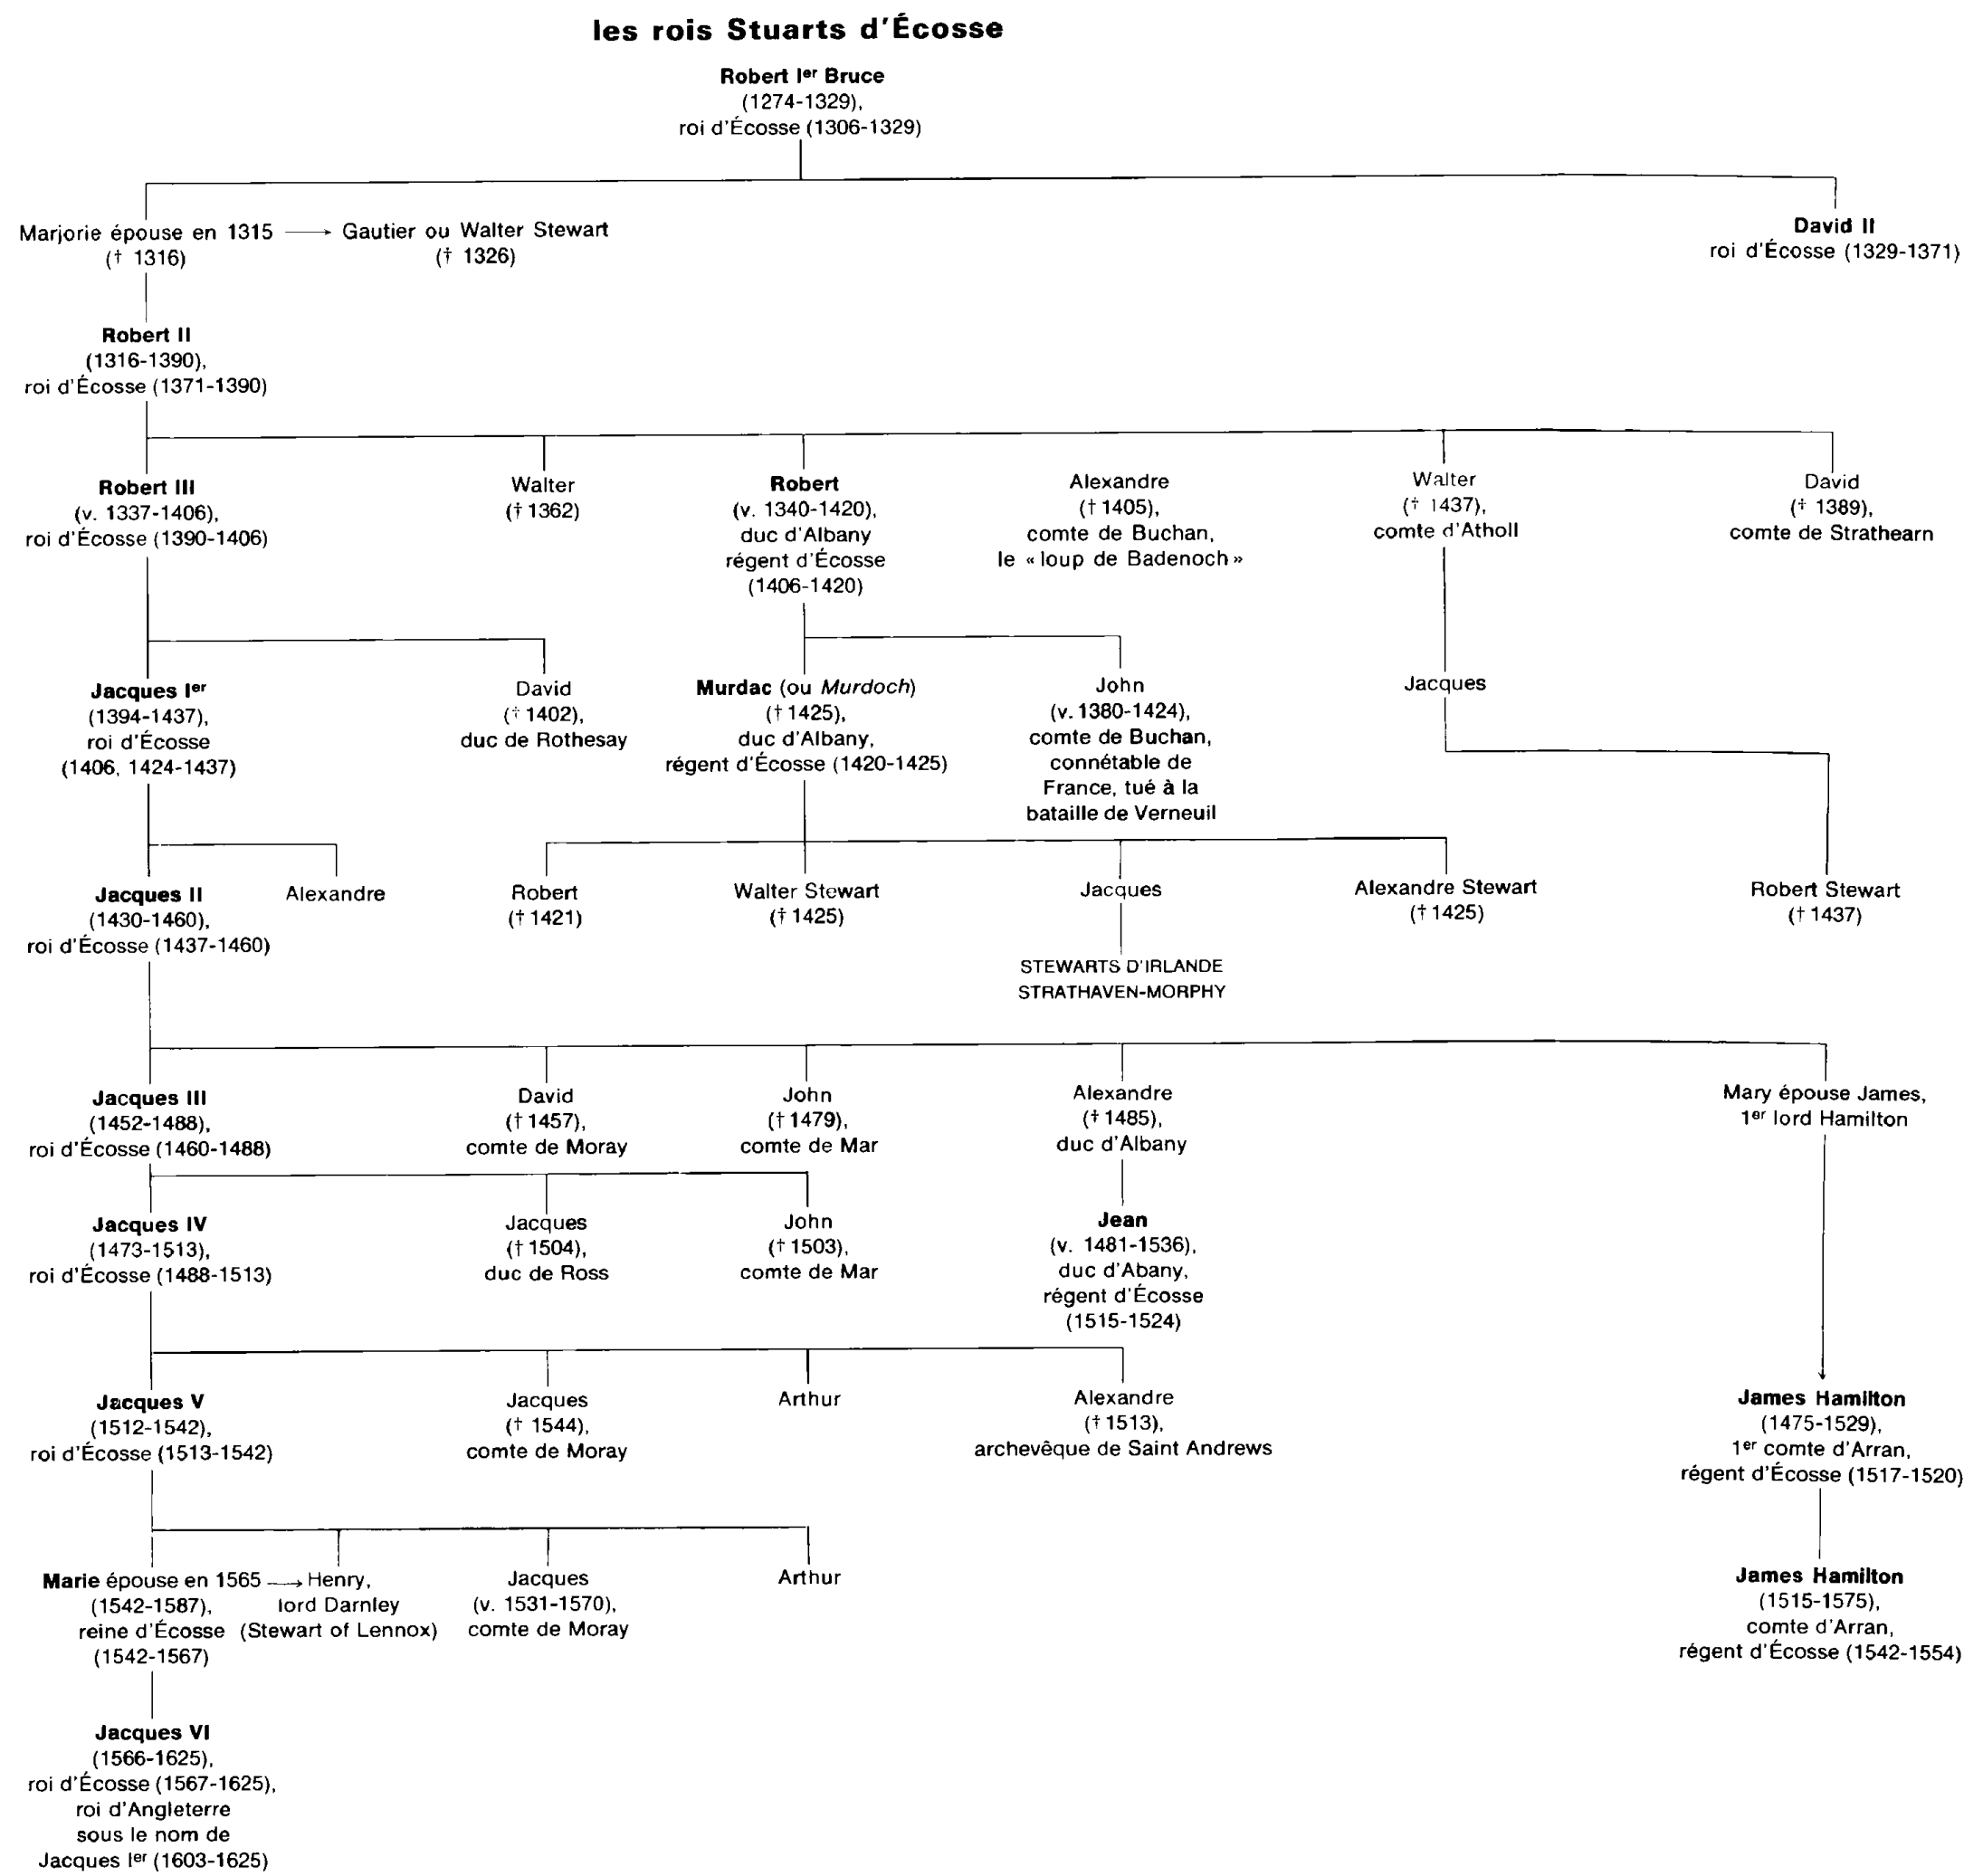 les rois Stuarts d'Écosse
Robert Ier Bruce
(1274-1329),
roi d'Écosse (1306-1329)
Marjorie épouse en 1315 → Gautier ou Walter Stewart
(† 1316)
(† 1326)
David II
roi d'Écosse (1329-1371)
Robert II
(1316-1390),
roi d'Écosse (1371-1390)
Robert III
(v. 1337-1406),
roi d'Écosse (1390-1406)
Walter
(† 1362)
Robert
(v. 1340-1420),
duc d'Albany
régent d'Écosse
(1406-1420)
Alexandre
(† 1405),
comte de Buchan,
le « loup de Badenoch »
Walter
(† 1437),
comte d'Atholl
David
(† 1389),
comte de Strathearn
Jacques Ier
(1394-1437),
roi d'Écosse
(1406, 1424-1437)
David
(† 1402),
duc de Rothesay
Murdac (ou Murdoch)
(† 1425),
duc d'Albany,
régent d'Écosse (1420-1425)
John
(v. 1380-1424),
comte de Buchan,
connétable de
France, tué à la
bataille de Verneuil
Jacques
Jacques II
(1430-1460),
roi d'Écosse (1437-1460)
Alexandre
Robert
(† 1421)
Walter Stewart
(† 1425)
Jacques
Alexandre Stewart
(† 1425)
Robert Stewart
(† 1437)
STEWARTS D'IRLANDE
STRATHAVEN-MORPHY
Jacques III
(1452-1488),
roi d'Écosse (1460-1488)
David
(† 1457),
comte de Moray
John
(† 1479),
comte de Mar
Alexandre
(† 1485),
duc d'Albany
Mary épouse James,
1er lord Hamilton
Jacques IV
(1473-1513),
roi d'Écosse (1488-1513)
Jacques
(† 1504),
duc de Ross
John
(† 1503),
comte de Mar
Jean
(v. 1481-1536),
duc d'Abany,
régent d'Écosse
(1515-1524)
Jacques V
(1512-1542),
roi d'Écosse (1513-1542)
Jacques
(† 1544),
comte de Moray
Arthur
Alexandre
(† 1513),
archevêque de Saint Andrews
James Hamilton
(1475-1529),
1er comte d'Arran,
régent d'Écosse (1517-1520)
Marie épouse en 1565 → Henry,
(1542-1587),
reine d'Écosse
(1542-1567)
lord Darnley
(Stewart of Lennox)
Jacques
(v. 1531-1570),
comte de Moray
Arthur
James Hamilton
(1515-1575),
comte d'Arran,
régent d'Écosse (1542-1554)
Jacques VI
(1566-1625),
roi d'Écosse (1567-1625),
roi d'Angleterre
sous le nom de
Jacques Ier (1603-1625)